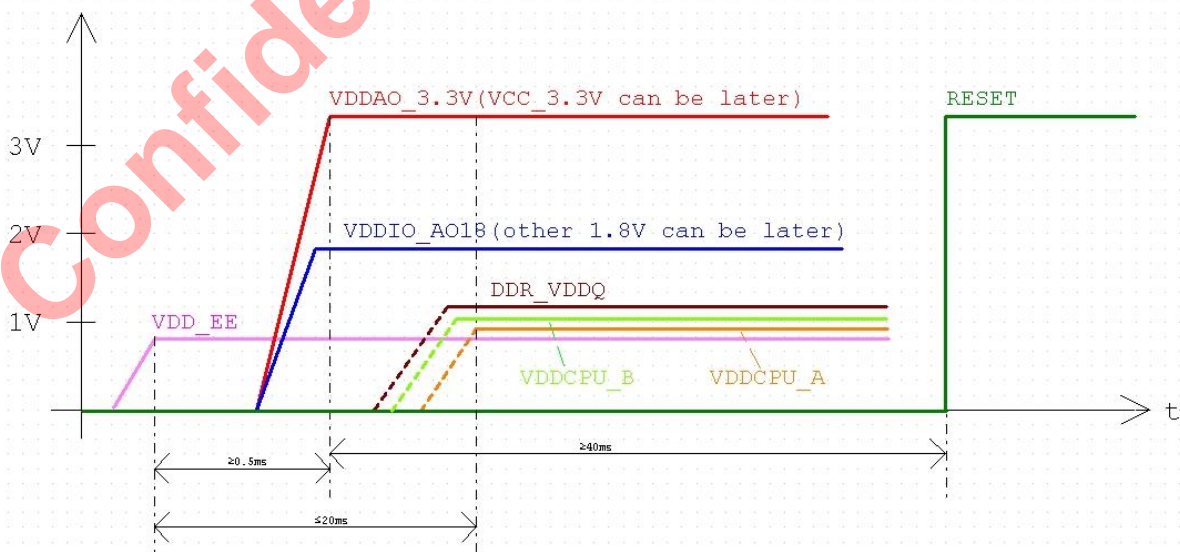 Confide
VDDAO_3.3V(VCC_3.3V can be later)
RESET
3V
VDDIO_AO18(other 1.8V can be later)
2V
DDR_VDDQ
1V
VDD_EE
VDDCPU_B
VDDCPU_A
t
≥40ms
≥0.5ms
≤20ms